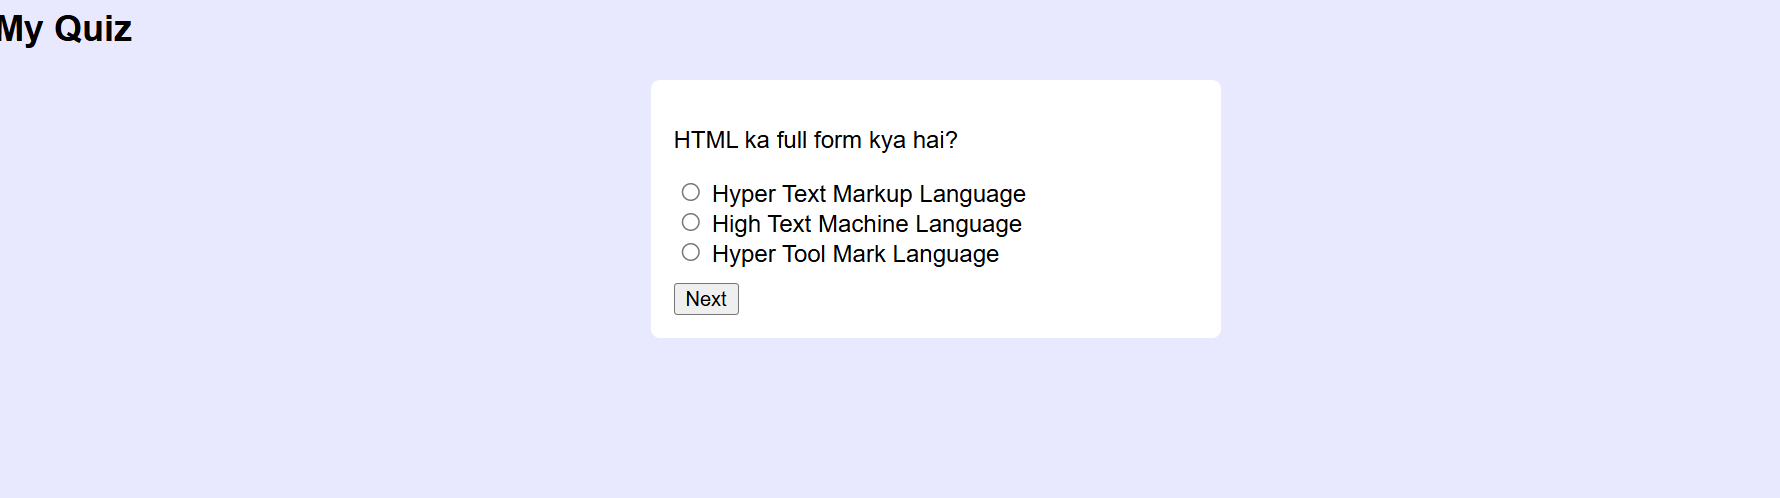 My Quiz
HTML ka full form kya hai?
Hyper Text Markup Language
High Text Machine Language
Hyper Tool Mark Language
Next